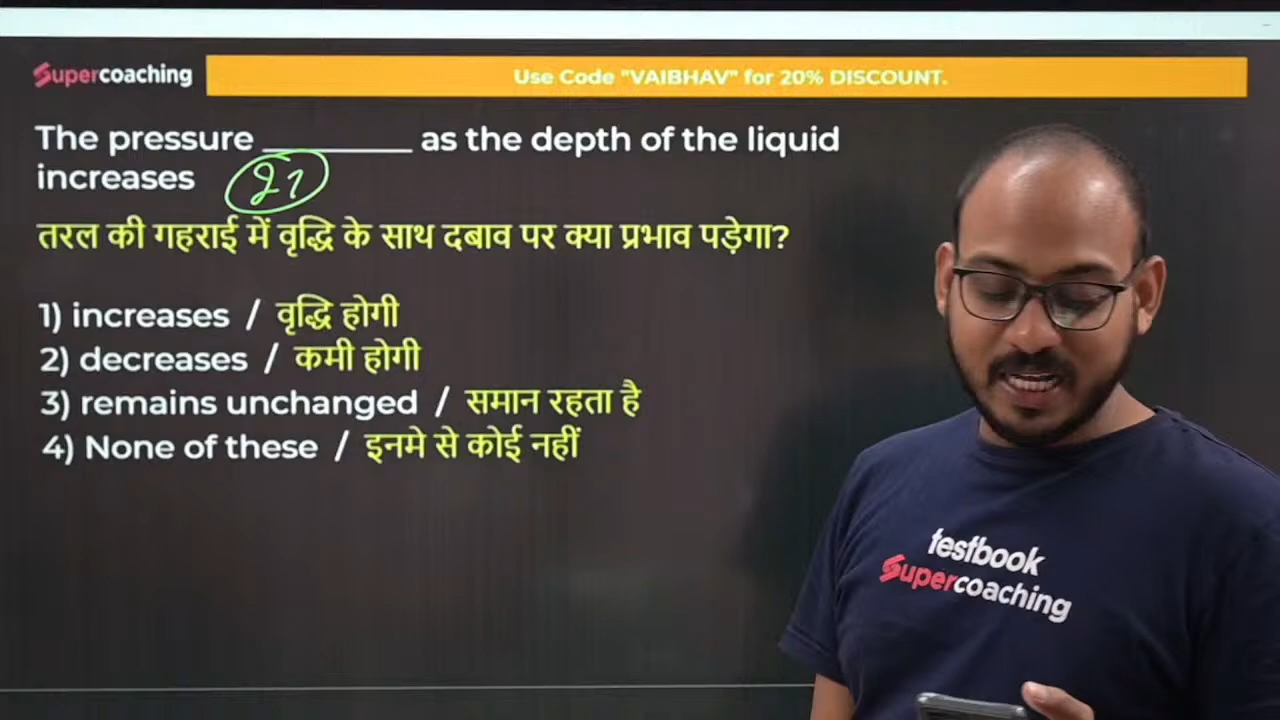 Supercoaching
Use Code "VAIBHAV" for 20% DISCOUNT.
The pressure ________ as the depth of the liquid
increases
21
तरल की गहराई में वृद्धि के साथ दबाव पर क्या प्रभाव पड़ेगा?
1) increases / वृद्धि होगी
2) decreases / कमी होगी
3) remains unchanged / समान रहता है
4) None of these / इनमे से कोई नहीं
testbook
Supercoaching